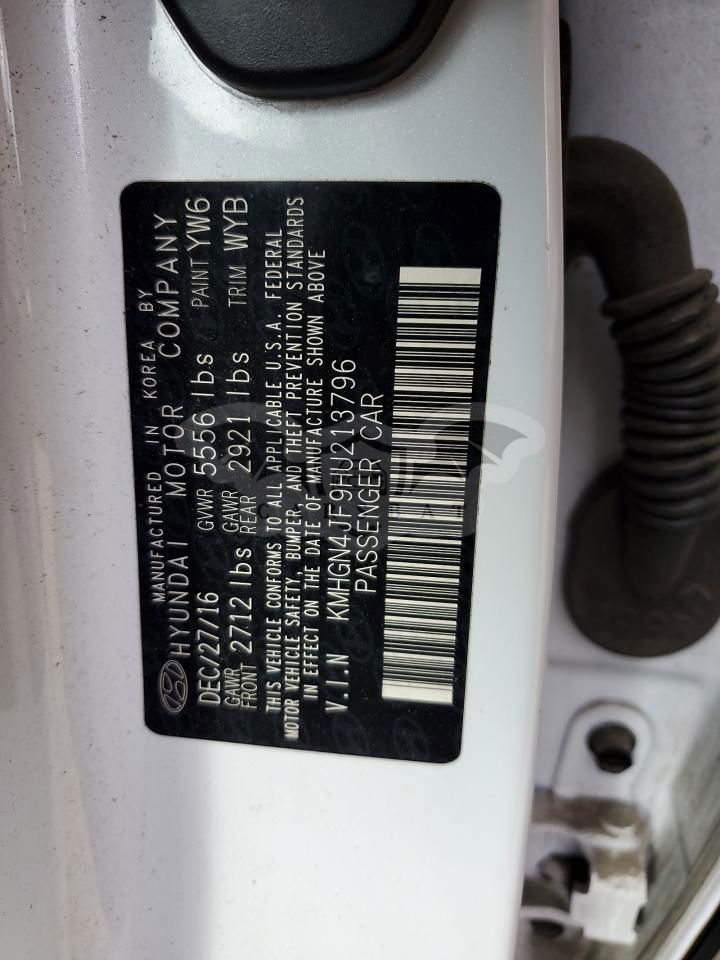 MANUFACTURED IN KOREA BY
HYUNDAI MOTOR COMPANY
DEC/27/16 GVWR 5556 lbs PAINT YW6
GAWR FRONT 2712 lbs GAWR REAR 2921 lbs TRIM WYB
THIS VEHICLE CONFORMS TO ALL APPLICABLE U.S.A. FEDERAL
MOTOR VEHICLE SAFETY, BUMPER, AND THEFT PREVENTION STANDARDS
IN EFFECT ON THE DATE OF MANUFACTURE SHOWN ABOVE
V.I.N KMHGN4JF9HU213796
PASSENGER CAR